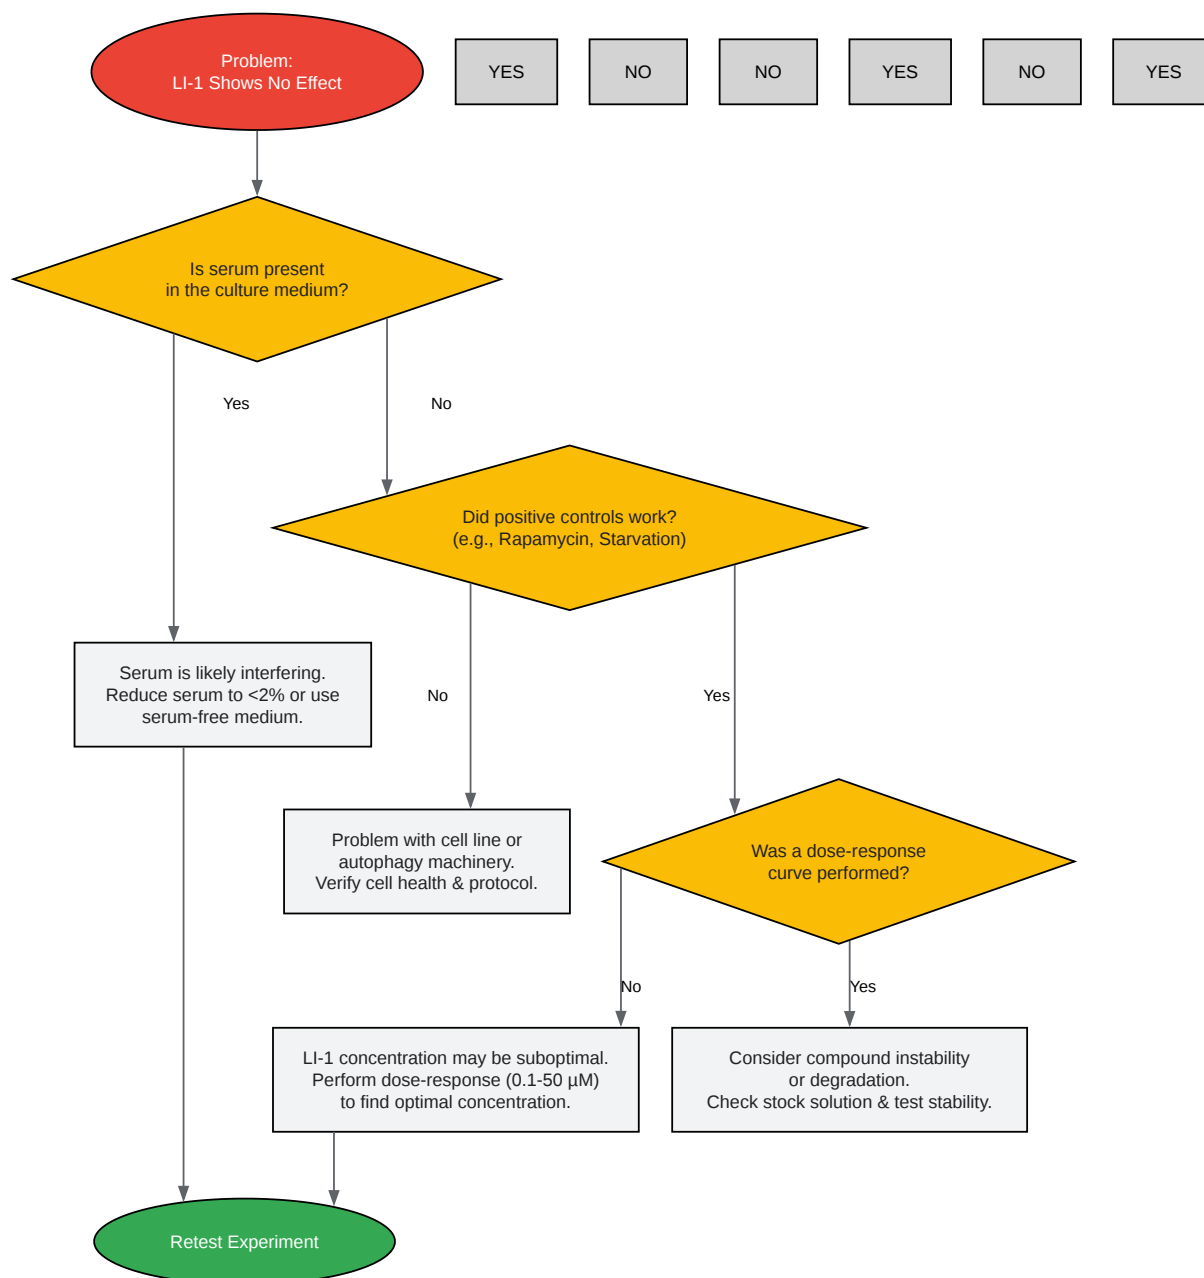 Problem:
LI-1 Shows No Effect
YES
NO
NO
YES
NO
YES
Is serum present
in the culture medium?
Yes
No
Did positive controls work?
(e.g., Rapamycin, Starvation)
Serum is likely interfering.
Reduce serum to <2% or use
serum-free medium.
No
Yes
Problem with cell line or
autophagy machinery.
Verify cell health & protocol.
Was a dose-response
curve performed?
No
Yes
LI-1 concentration may be suboptimal.
Perform dose-response (0.1-50 µM)
to find optimal concentration.
Consider compound instability
or degradation.
Check stock solution & test stability.
Retest Experiment